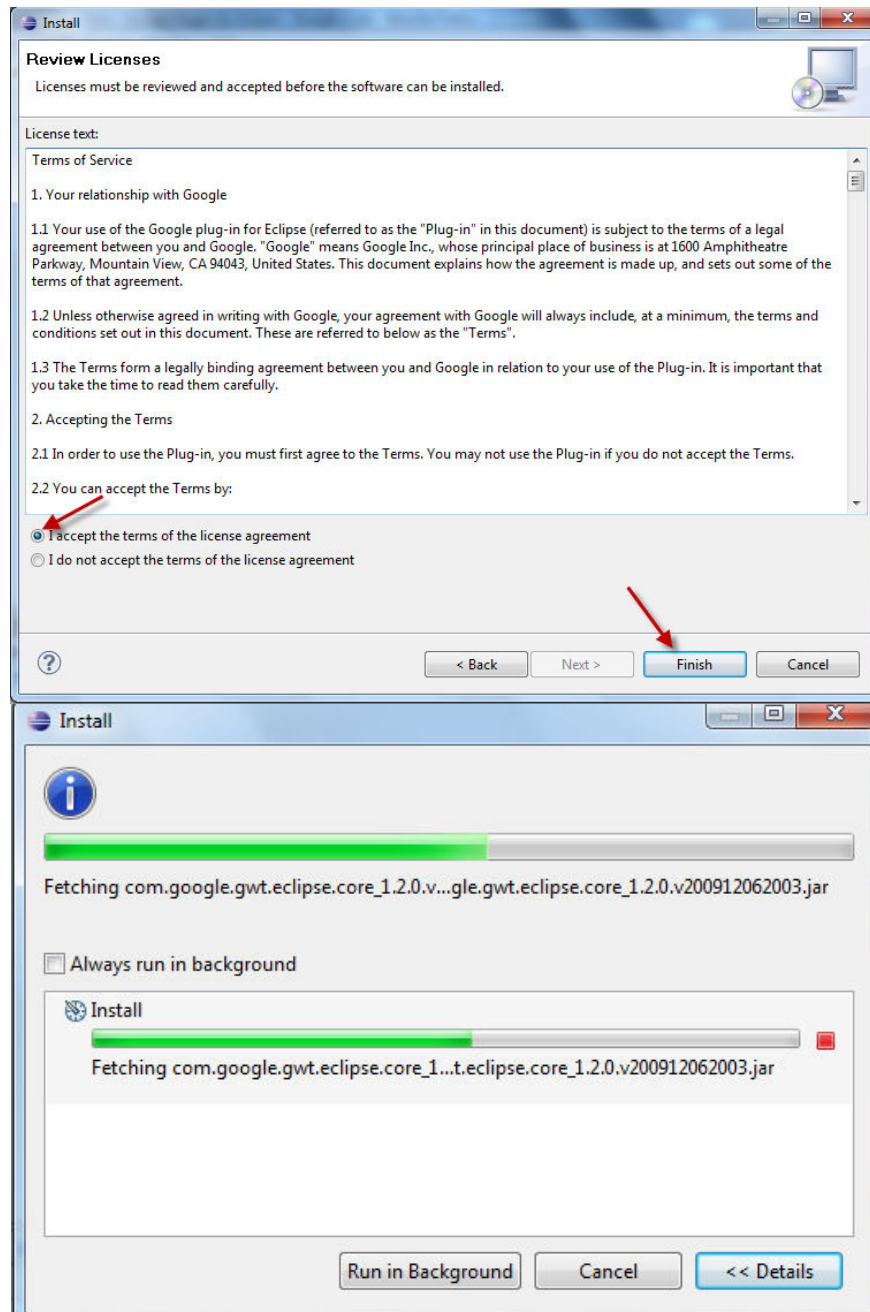 Install
Review Licenses
Licenses must be reviewed and accepted before the software can be installed.
License text:
Terms of Service
1. Your relationship with Google
1.1 Your use of the Google plug-in for Eclipse (referred to as the "Plug-in" in this document) is subject to the terms of a legal
agreement between you and Google. "Google" means Google Inc., whose principal place of business is at 1600 Amphitheatre
Parkway, Mountain View, CA 94043, United States. This document explains how the agreement is made up, and sets out some of the
terms of that agreement.
1.2 Unless otherwise agreed in writing with Google, your agreement with Google will always include, at a minimum, the terms and
conditions set out in this document. These are referred to below as the "Terms".
1.3 The Terms form a legally binding agreement between you and Google in relation to your use of the Plug-in. It is important that
you take the time to read them carefully.
2. Accepting the Terms
2.1 In order to use the Plug-in, you must first agree to the Terms. You may not use the Plug-in if you do not accept the Terms.
2.2 You can accept the Terms by:
I accept the terms of the license agreement
I do not accept the terms of the license agreement
< Back Next > Finish Cancel
Install
Fetching com.google.gwt.eclipse.core_1.2.0.v...gle.gwt.eclipse.core_1.2.0.v200912062003.jar
Always run in background
Install
Fetching com.google.gwt.eclipse.core_1...t.eclipse.core_1.2.0.v200912062003.jar
Run in Background Cancel << Details